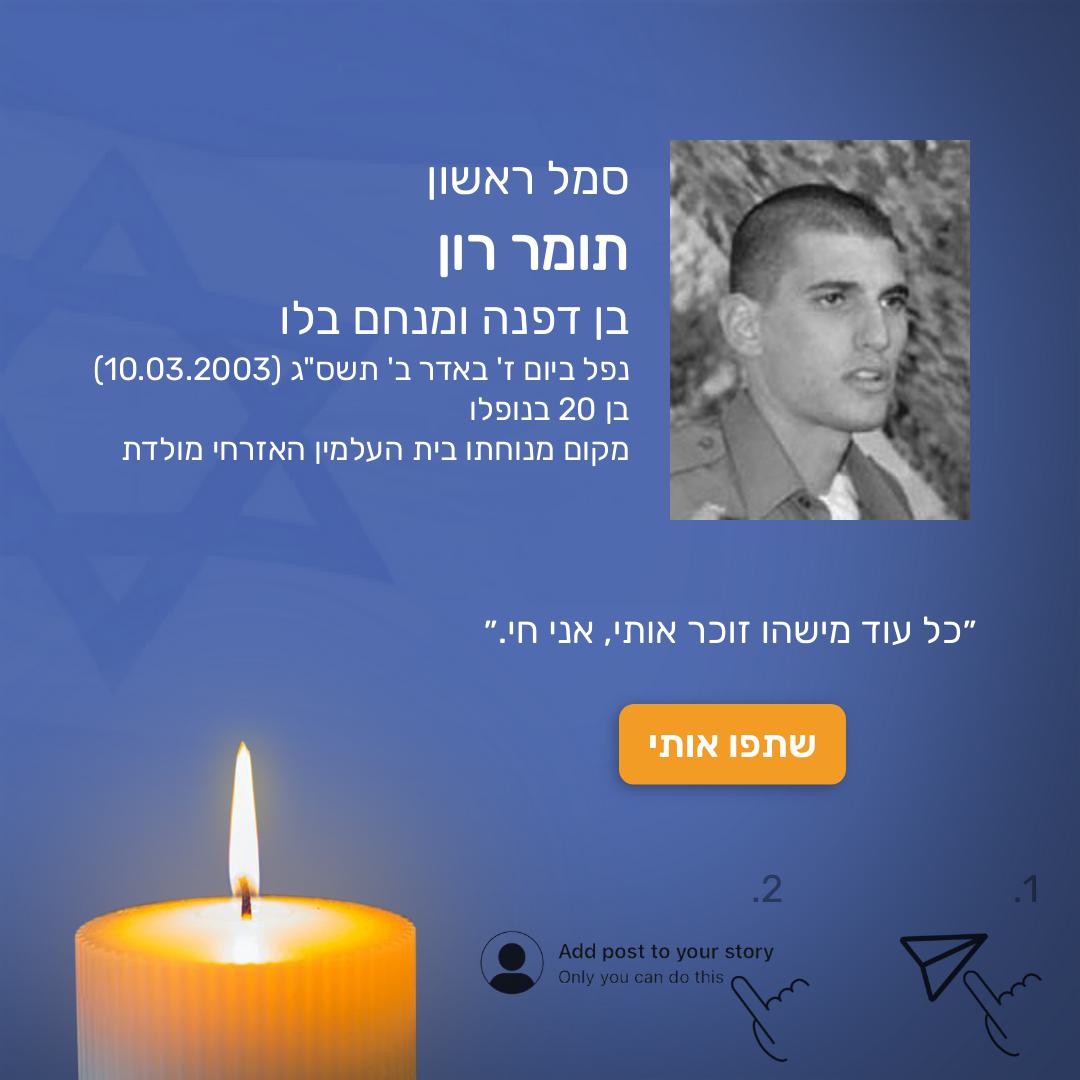 סמל ראשון
תומר רון
בן דפנה ומנחם בלו
נפל ביום ז' באדר ב' תשס"ג (10.03.2003)
בן 20 בנופלו
מקום מנוחתו בית העלמין האזרחי מולדת
״כל עוד מישהו זוכר אותי, אני חי.״
שתפו אותי
.1
.2
Add post to your story
Only you can do this